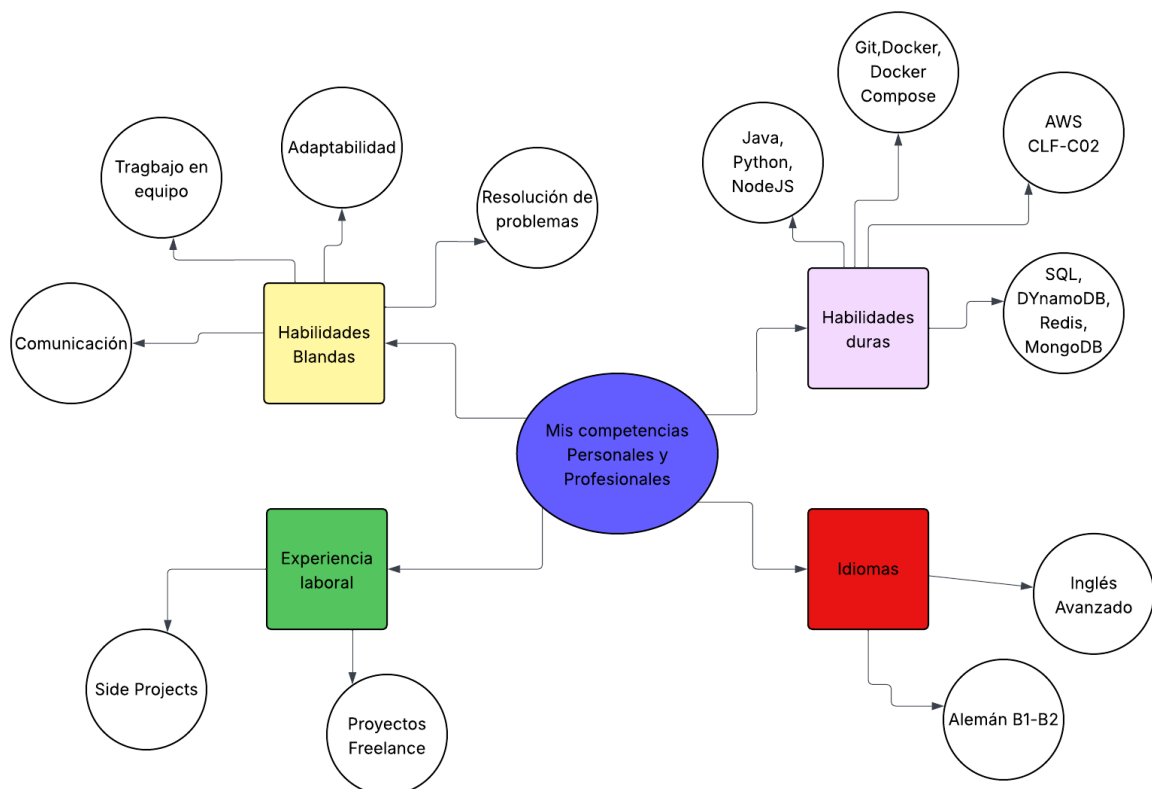 Git,Docker,
Docker
Compose
AWS
CLF-C02
Java,
Python,
NodeJS
Adaptabilidad
Tragbajo en
equipo
Resolución de
problemas
SQL,
DYnamoDB,
Redis,
MongoDB
Habilidades
duras
Habilidades
Blandas
Comunicación
Mis competencias
Personales y
Profesionales
Experiencia
laboral
Idiomas
Inglés
Avanzado
Side Projects
Proyectos
Freelance
Alemán B1-B2